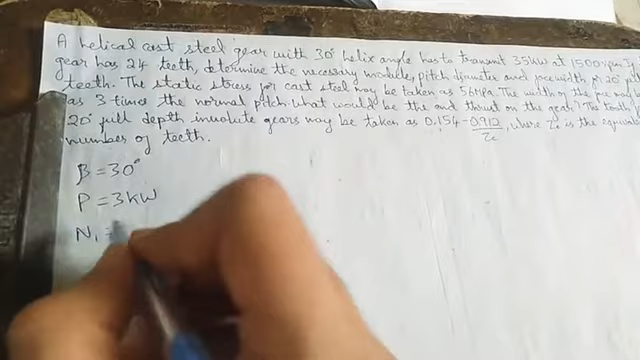 A helical cast steel gear with 30° helix angle has to transmit 35kW at 1500 rpm. If
gear has 24 teeth, determine the necessary module, pitch diameter and face width for 20° full
teeth. The static stress for cast steel may be taken as 56MPa. The width of the face may be
as 3 times the normal pitch. What would be the end thrust on the gear? The tooth
20° full depth involute gears may be taken as 0.154 - 0.912/Ze, where Ze is the equiva
number of teeth.
β = 30°
P = 3kW
N1 =